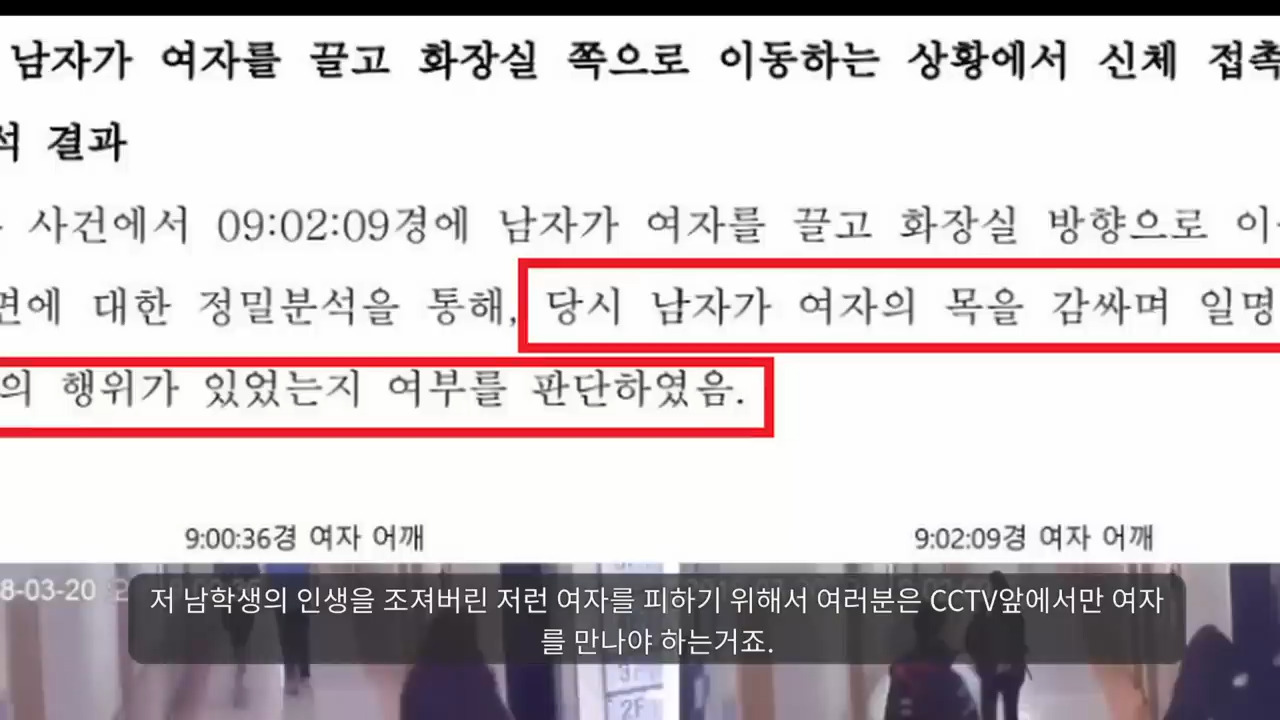 남자가 여자를 끌고 화장실 쪽으로 이동하는 상황에서 신체 접촉
석 결과
사건에서 09:02:09경에 남자가 여자를 끌고 화장실 방향으로 이
면에 대한 정밀분석을 통해, 당시 남자가 여자의 목을 감싸며 일명
의 행위가 있었는지 여부를 판단하였음.
9:00:36경 여자 어깨
9:02:09경 여자 어깨
8-03-20
저 남학생의 인생을 조져버린 저런 여자를 피하기 위해서 여러분은 CCTV앞에서만 여자
를 만나야 하는거죠.
2F